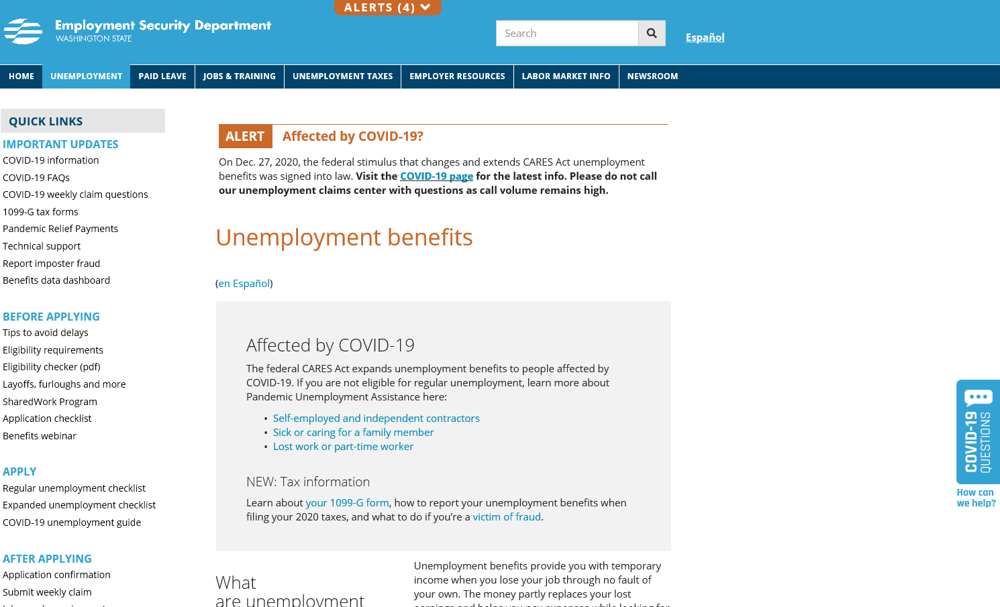 ALERTS (4)
Employment Security Department
WASHINGTON STATE
Search
Español
HOME
UNEMPLOYMENT
PAID LEAVE
JOBS & TRAINING
UNEMPLOYMENT TAXES
EMPLOYER RESOURCES
LABOR MARKET INFO
NEWSROOM
QUICK LINKS
IMPORTANT UPDATES
COVID-19 information
COVID-19 FAQs
COVID-19 weekly claim questions
1099-G tax forms
Pandemic Relief Payments
Technical support
Report imposter fraud
Benefits data dashboard
BEFORE APPLYING
Tips to avoid delays
Eligibility requirements
Eligibility checker (pdf)
Layoffs, furloughs and more
SharedWork Program
Application checklist
Benefits webinar
APPLY
Regular unemployment checklist
Expanded unemployment checklist
COVID-19 unemployment guide
AFTER APPLYING
Application confirmation
Submit weekly claim
ALERT Affected by COVID-19?
On Dec. 27, 2020, the federal stimulus that changes and extends CARES Act unemployment
benefits was signed into law. Visit the COVID-19 page for the latest info. Please do not call
our unemployment claims center with questions as call volume remains high.
Unemployment benefits
(en Español)
Affected by COVID-19
The federal CARES Act expands unemployment benefits to people affected by
COVID-19. If you are not eligible for regular unemployment, learn more about
Pandemic Unemployment Assistance here:
• Self-employed and independent contractors
• Sick or caring for a family member
• Lost work or part-time worker
NEW: Tax information
Learn about your 1099-G form, how to report your unemployment benefits when
filing your 2020 taxes, and what to do if you’re a victim of fraud.
What
are unemployment
Unemployment benefits provide you with temporary
income when you lose your job through no fault of
your own. The money partly replaces your lost
COVID-19
QUESTIONS
How can
we help?